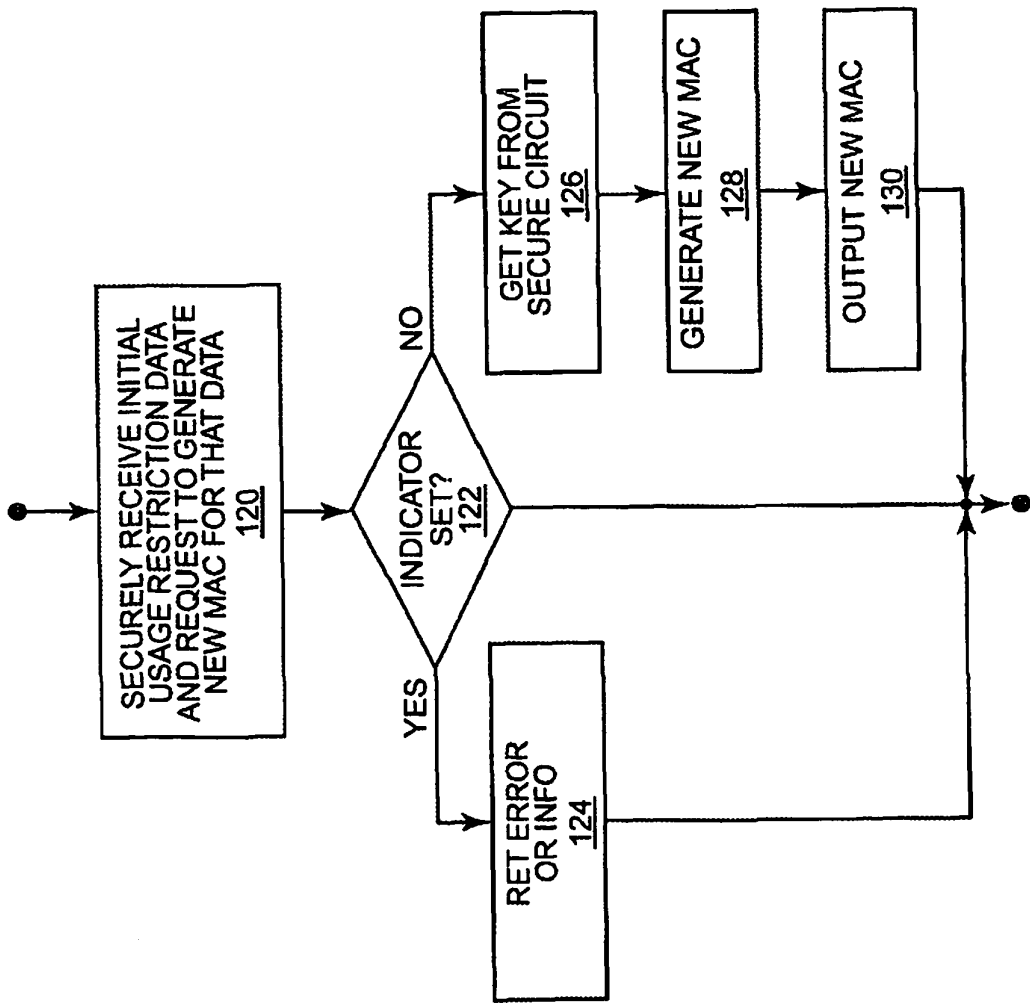 SECURELY RECEIVE INITIAL
USAGE RESTRICTION DATA
AND REQUEST TO GENERATE
NEW MAC FOR THAT DATA
120
INDICATOR
SET?
122
YES
NO
RET ERROR
OR INFO
124
GET KEY FROM
SECURE CIRCUIT
126
GENERATE NEW MAC
128
OUTPUT NEW MAC
130